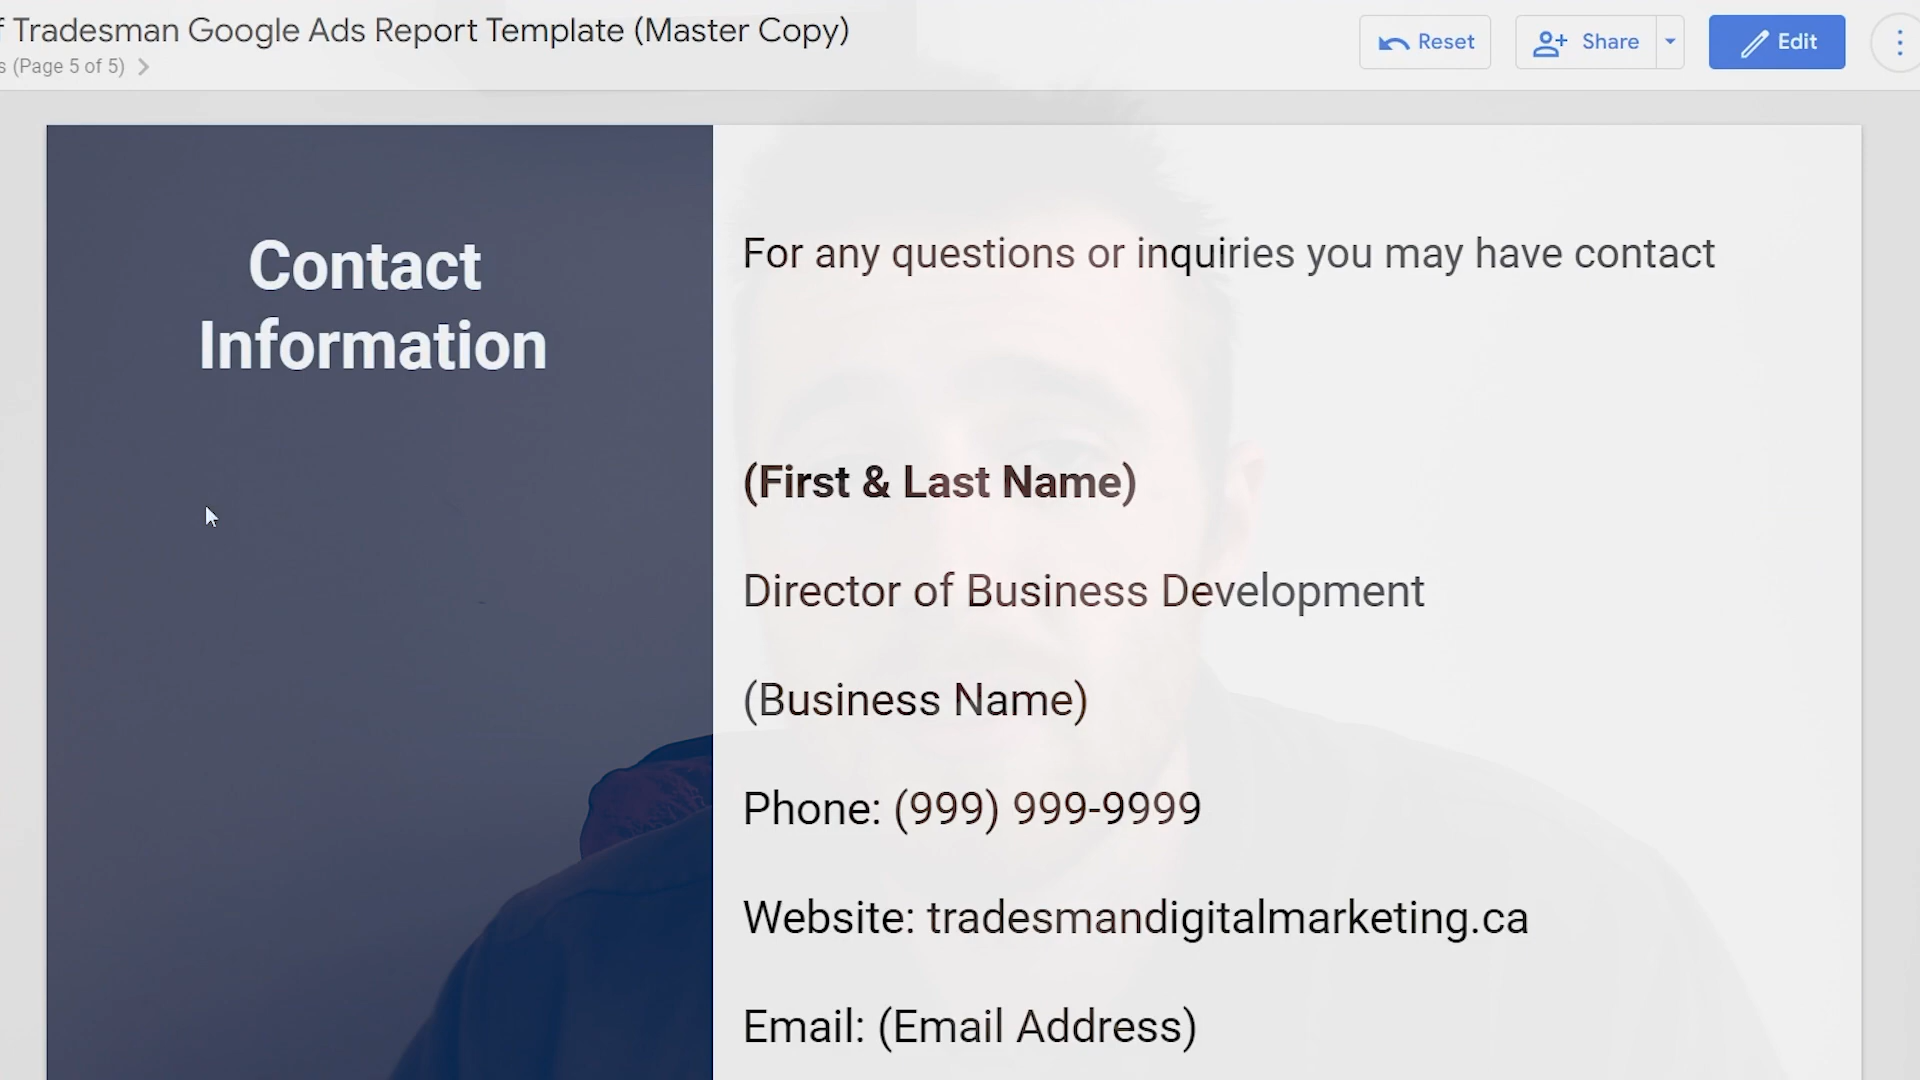 Tradesman Google Ads Report Template (Master Copy)
(Page 5 of 5)
Reset
Share
Edit
Contact
Information
For any questions or inquiries you may have contact
(First & Last Name)
Director of Business Development
(Business Name)
Phone: (999) 999-9999
Website: tradesmandigitalmarketing.ca
Email: (Email Address)